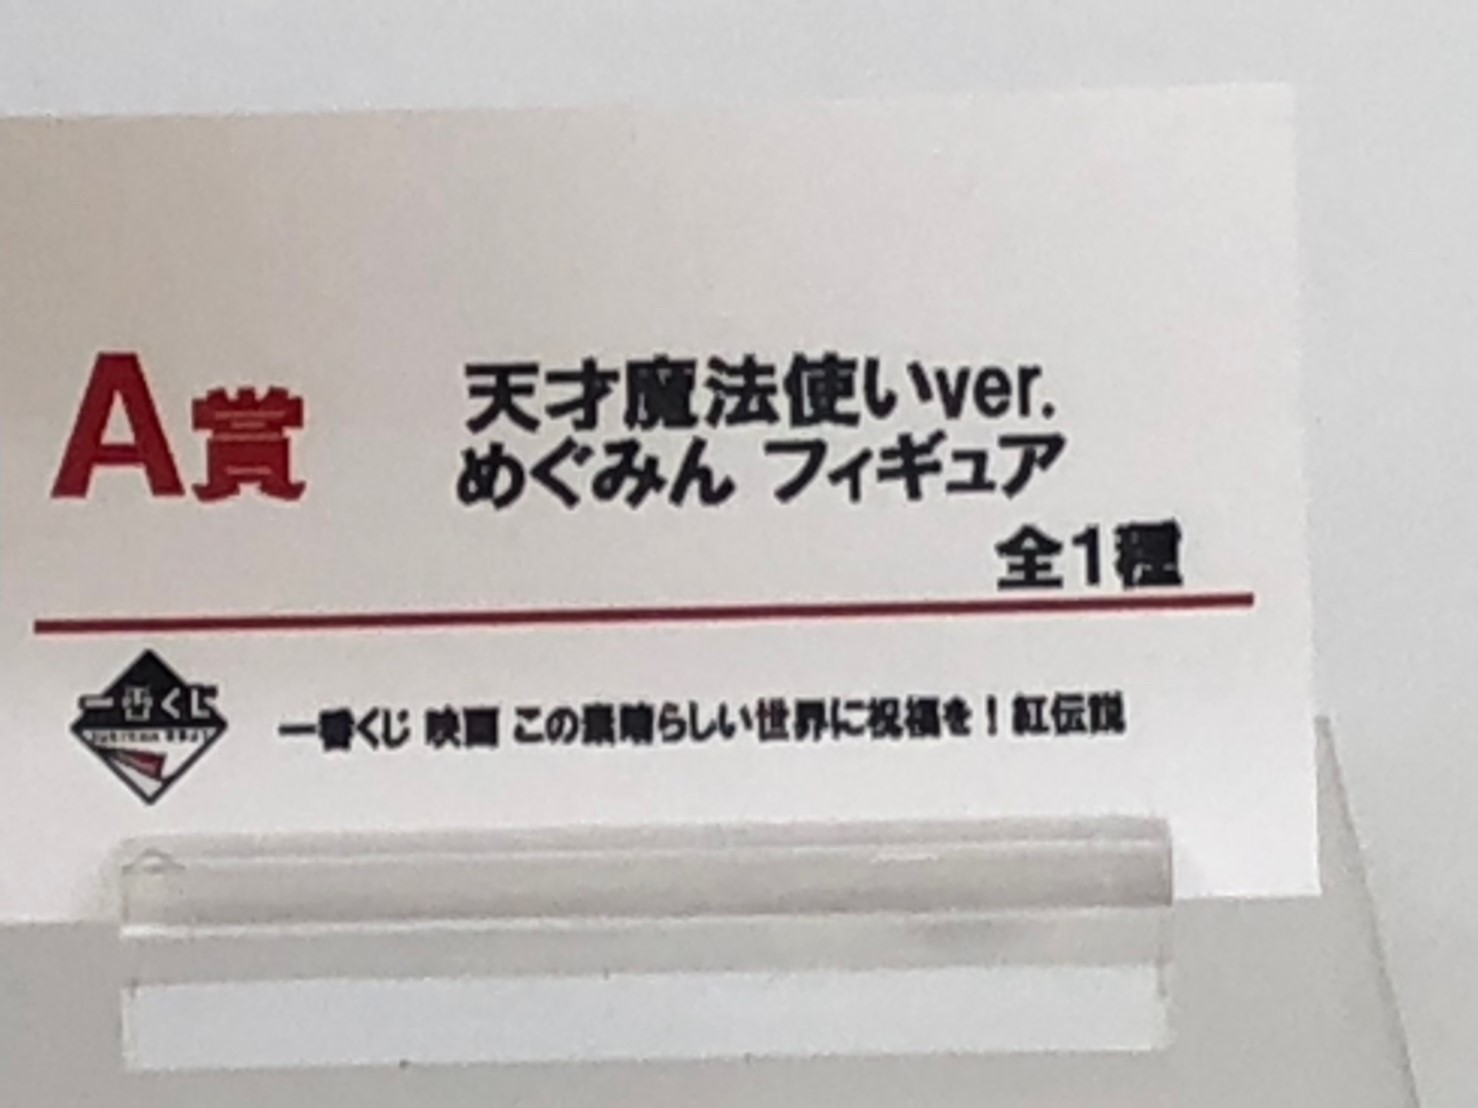 A賞
天才魔法使いver.
めぐみん フィギュア
全1種
一番くじ
一番くじ 映画 この素晴らしい世界に祝福を！紅伝説